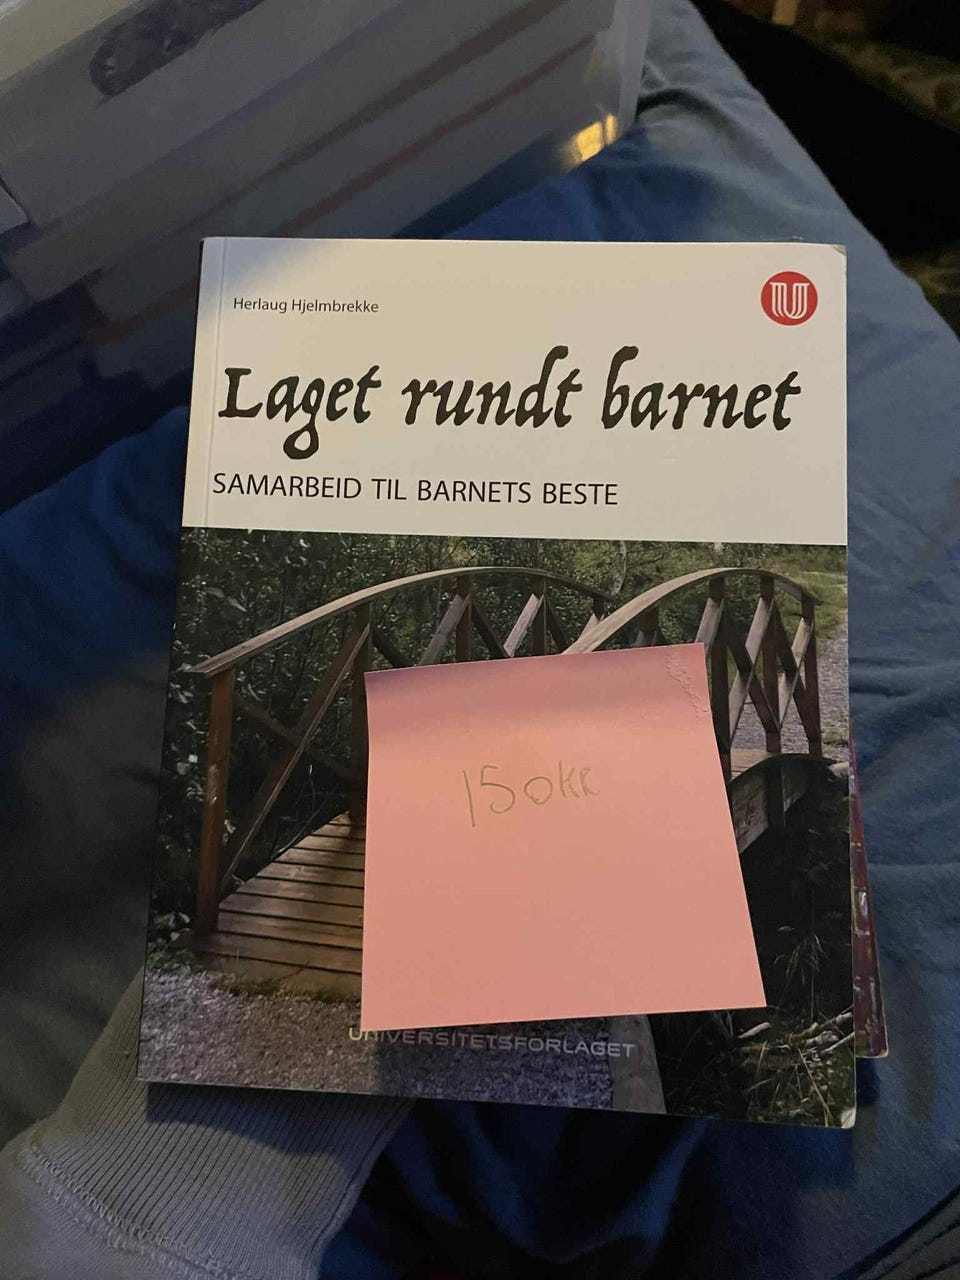 Herlaug Hjelmbrekke
Laget rundt barnet
SAMARBEID TIL BARNETS BESTE
150kr
UNIVERSITETSFORLAGET